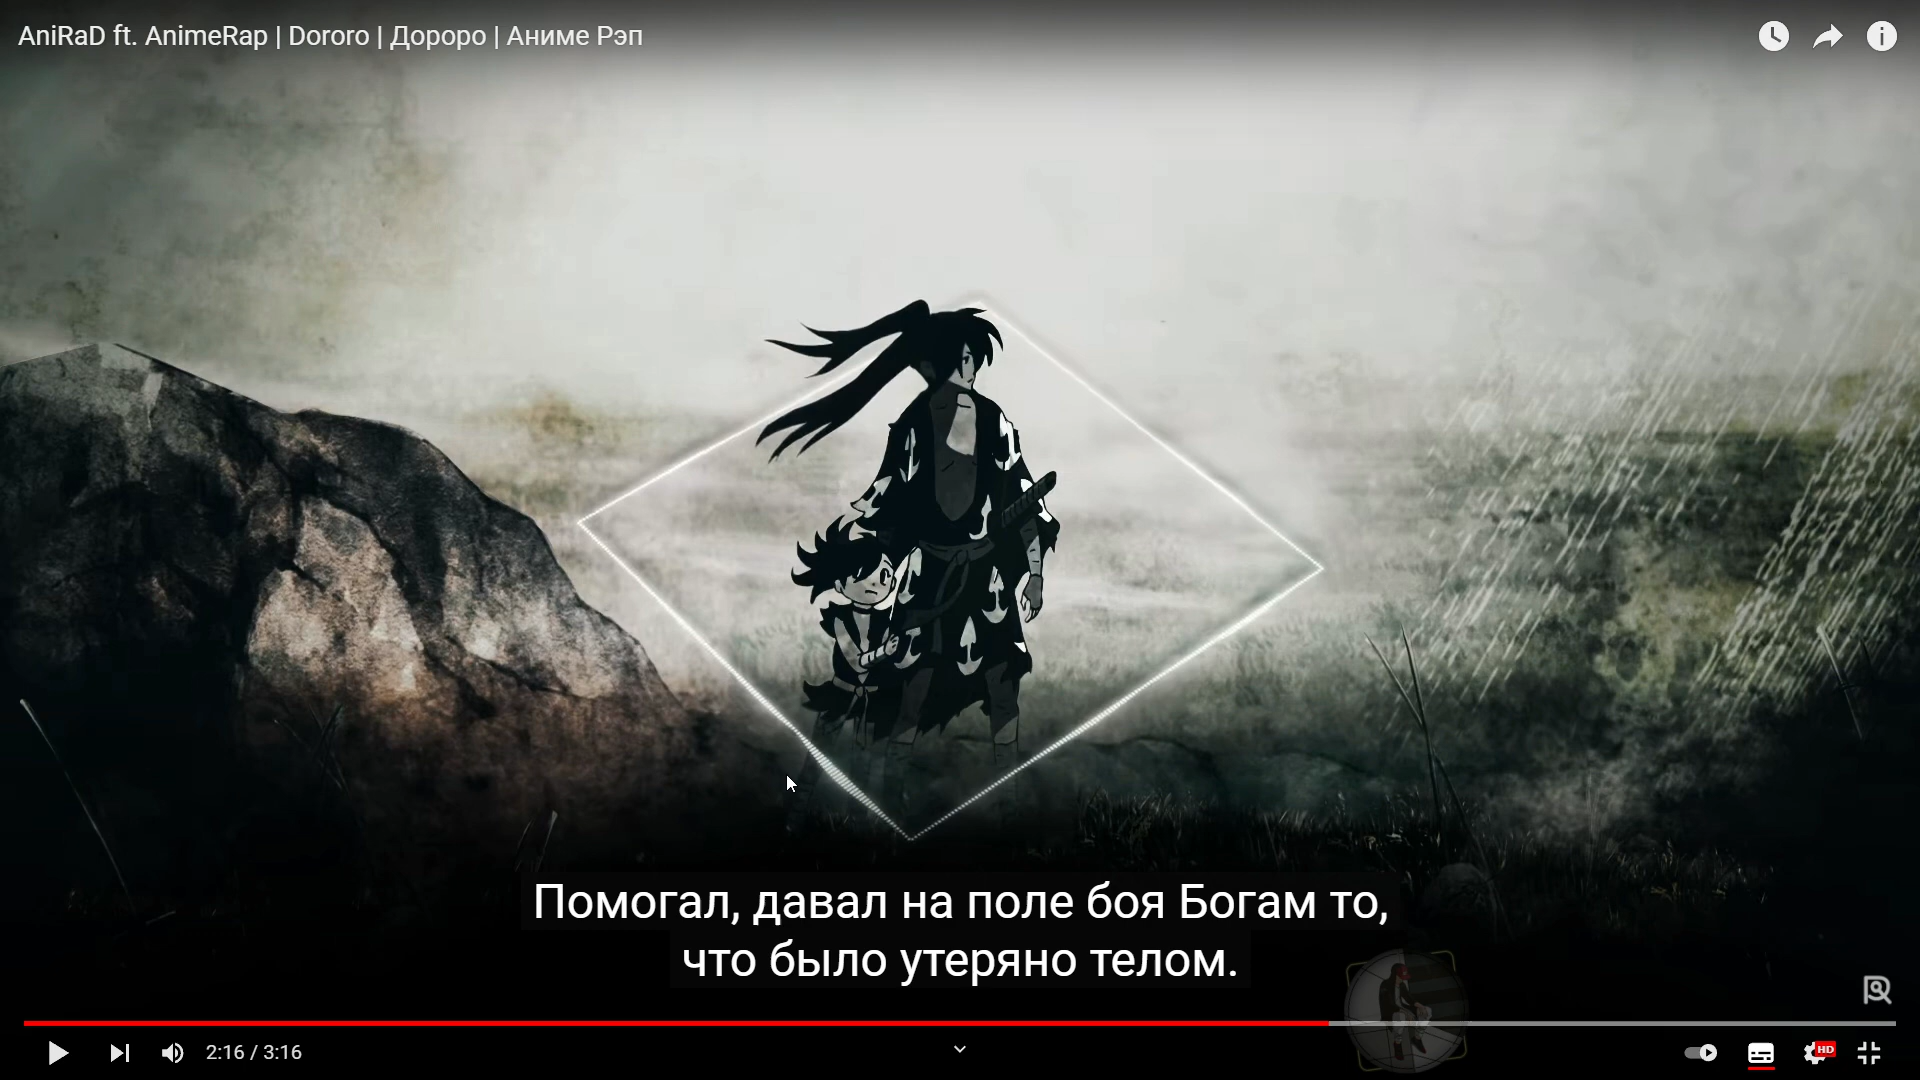 AniRaD ft. AnimeRap | Dororo | Дороро | Аниме Рэп
Помогал, давал на поле боя Богам то,
что было утеряно телом.
2:16 / 3:16
HD